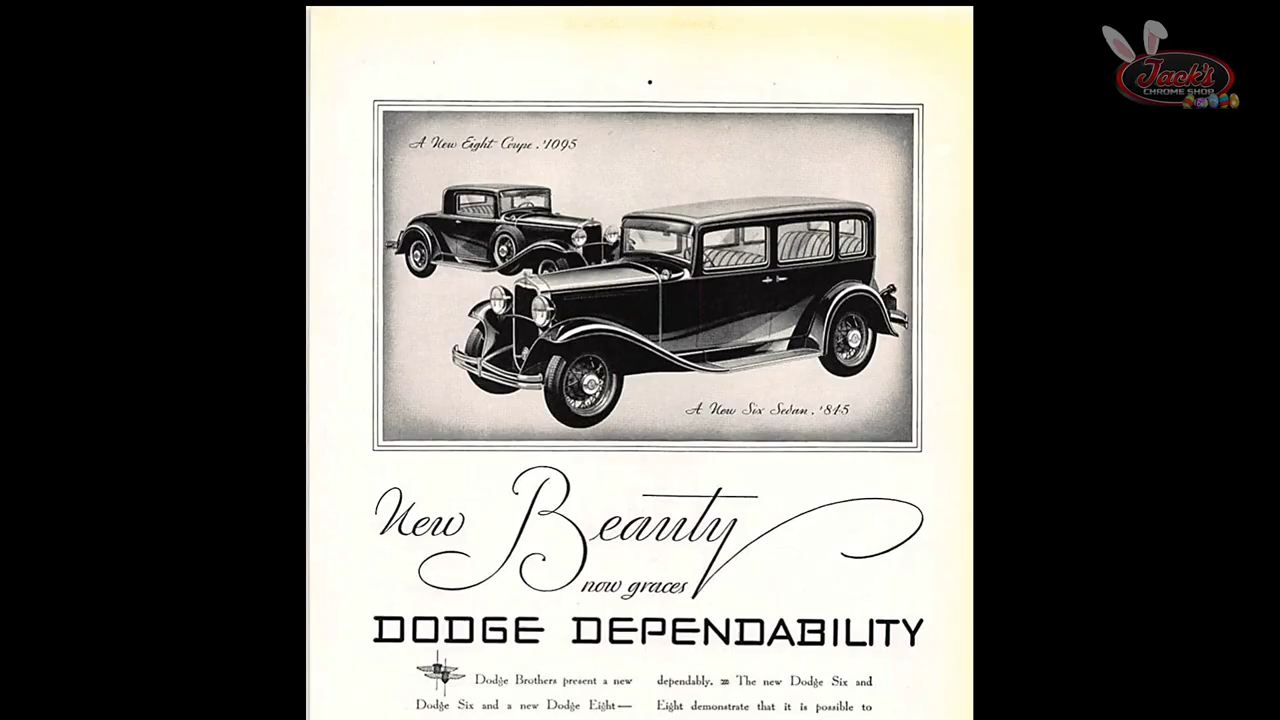 Jack's
CHROME SHOP
A New Eight Coupe . $1095
A New Six Sedan . $845
New Beauty
now graces
DODGE DEPENDABILITY
Dodge Brothers present a new
Dodge Six and a new Dodge Eight—
dependably. The new Dodge Six and
Eight demonstrate that it is possible to